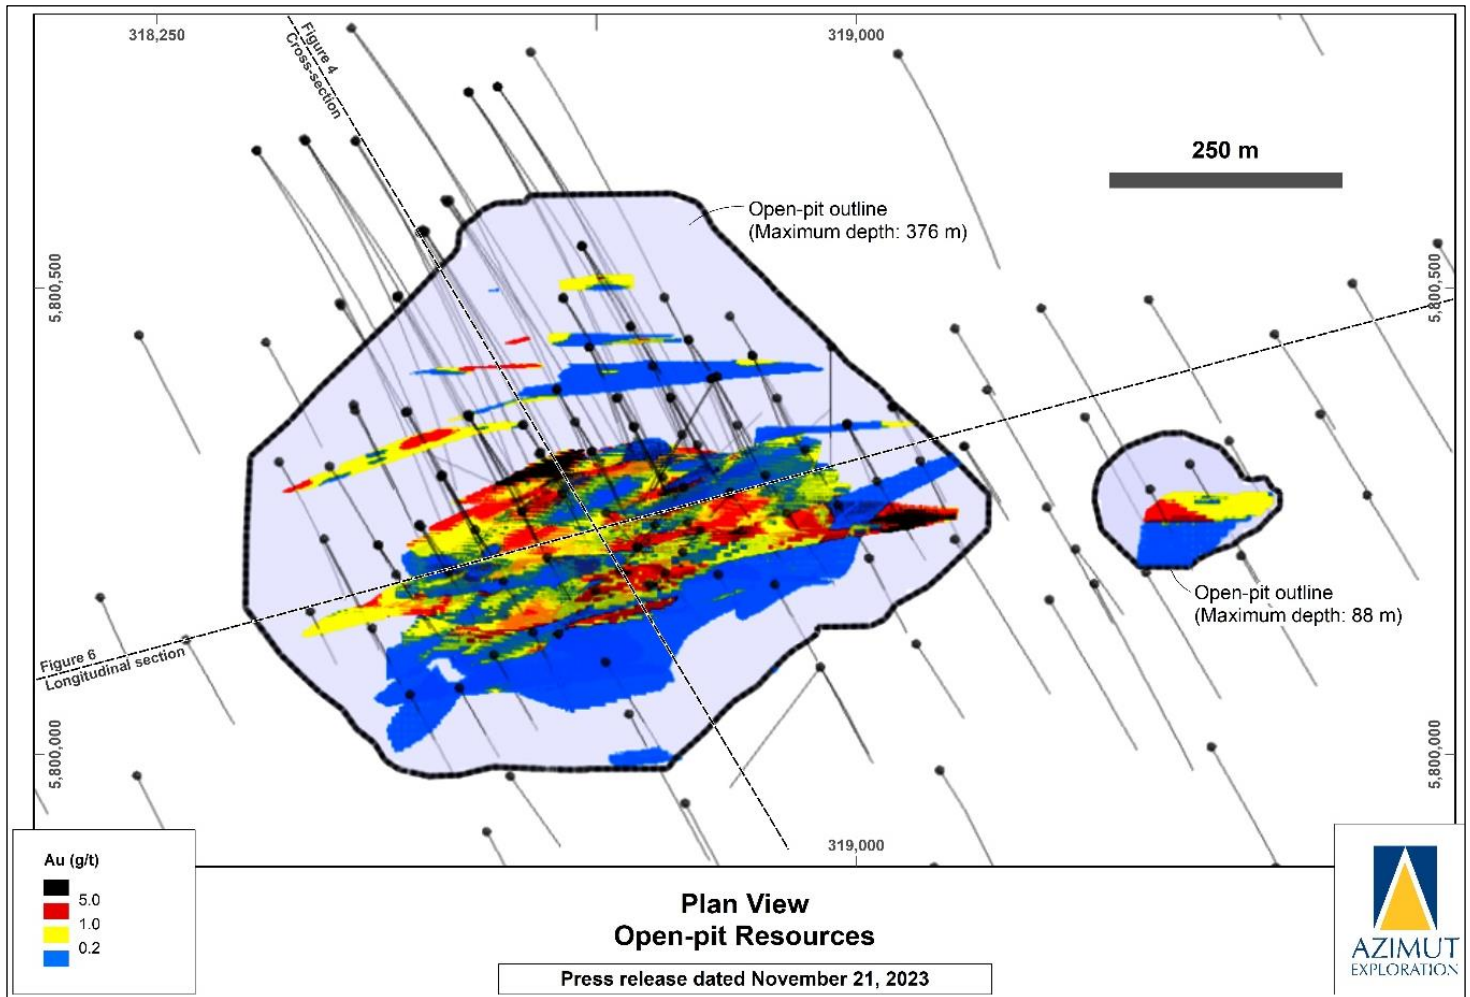 318,250
319,000
Figure 4
Cross-section
250 m
Open-pit outline
(Maximum depth: 376 m)
5,800,500
5,800,500
Open-pit outline
(Maximum depth: 88 m)
Figure 6
Longitudinal section
5,800,000
5,800,000
319,000
Au (g/t)
5.0
1.0
0.2
Plan View
Open-pit Resources
Press release dated November 21, 2023
AZIMUT
EXPLORATION